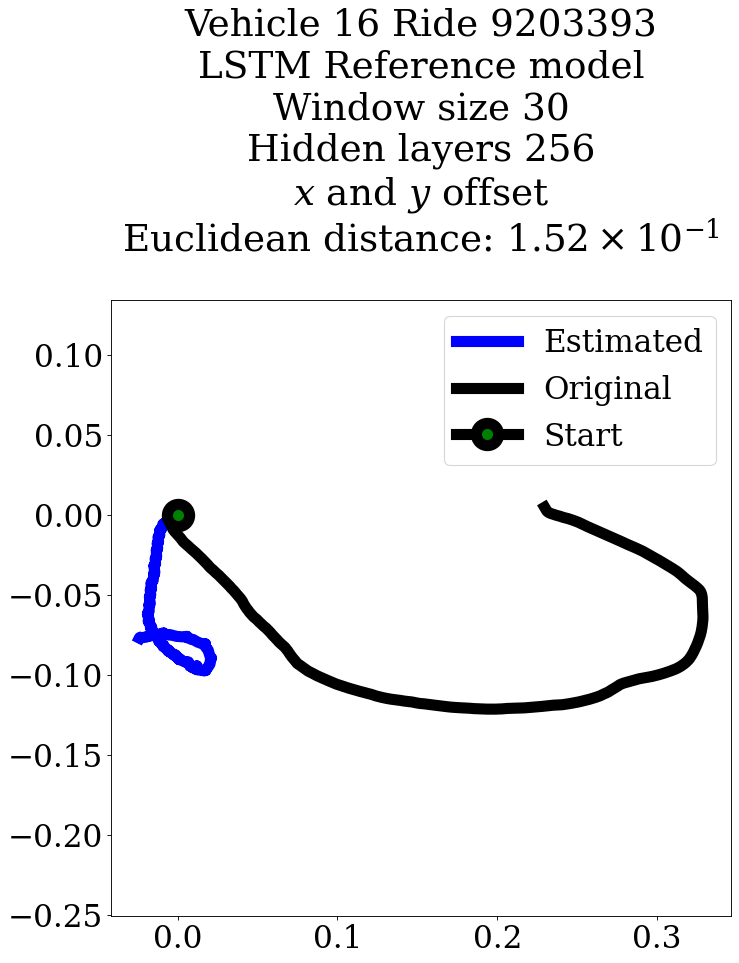 Vehicle 16 Ride 9203393
LSTM Reference model
Window size 30
Hidden layers 256
x and y offset
Euclidean distance: 1.52 × 10⁻¹
Estimated
Original
Start
0.10
0.05
0.00
−0.05
−0.10
−0.15
−0.20
−0.25
0.0 0.1 0.2 0.3